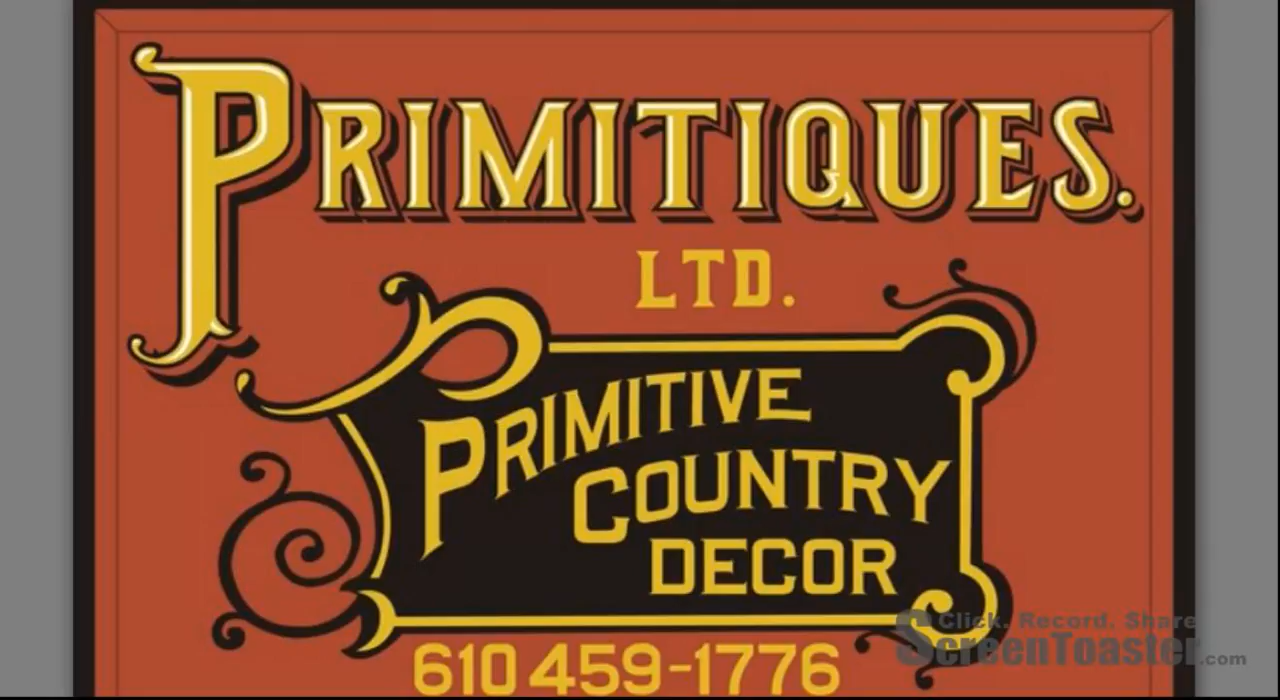 PRIMITIQUES.
LTD.
PRIMITIVE
COUNTRY
DECOR
610 459-1776
Click. Record. Share
ScreenToaster.com